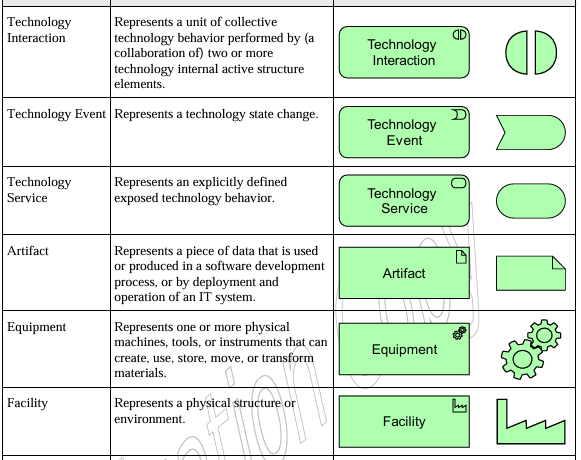 Technology
Interaction
Represents a unit of collective
technology behavior performed by (a
collaboration of) two or more
technology internal active structure
elements.
Technology
Interaction
Technology Event
Represents a technology state change.
Technology
Event
Technology
Service
Represents an explicitly defined
exposed technology behavior.
Technology
Service
Artifact
Represents a piece of data that is used
or produced in a software development
process, or by deployment and
operation of an IT system.
Artifact
Equipment
Represents one or more physical
machines, tools, or instruments that can
create, use, store, move, or transform
materials.
Equipment
Facility
Represents a physical structure or
environment.
Facility